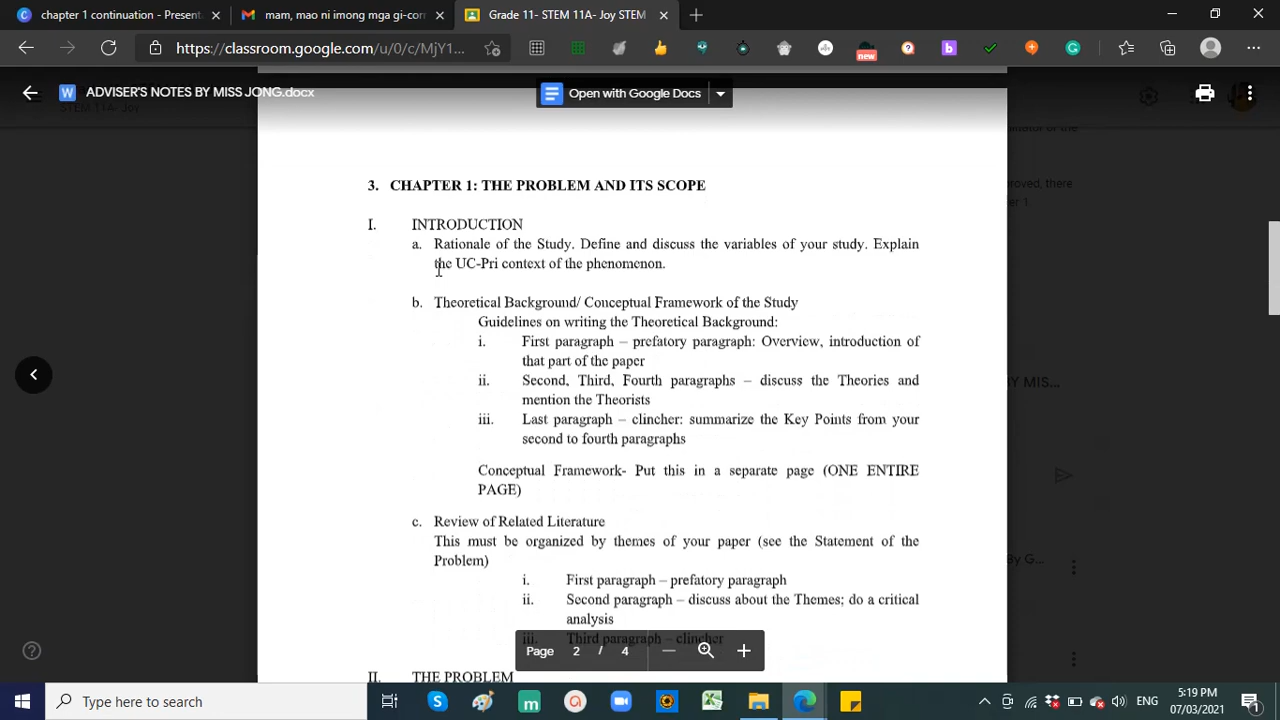 chapter 1 continuation - Present
mam, mao ni imong mga gi-con
Grade 11- STEM 11A- Joy STEM
https://classroom.google.com/u/0/c/MjY1...
new
ADVISER'S NOTES BY MISS JONG.docx
Open with Google Docs
STEM 11A- Joy
3. CHAPTER 1: THE PROBLEM AND ITS SCOPE
I. INTRODUCTION
a. Rationale of the Study. Define and discuss the variables of your study. Explain
the UC-Pri context of the phenomenon.
b. Theoretical Background/ Conceptual Framework of the Study
Guidelines on writing the Theoretical Background:
i. First paragraph – prefatory paragraph: Overview, introduction of
that part of the paper
ii. Second, Third, Fourth paragraphs – discuss the Theories and
mention the Theorists
iii. Last paragraph – clincher: summarize the Key Points from your
second to fourth paragraphs
Conceptual Framework- Put this in a separate page (ONE ENTIRE
PAGE)
c. Review of Related Literature
This must be organized by themes of your paper (see the Statement of the
Problem)
i. First paragraph – prefatory paragraph
ii. Second paragraph – discuss about the Themes; do a critical
analysis
iii. Third paragraph – clincher
Page 2 / 4
II. THE PROBLEM
Type here to search
ENG
5:19 PM
07/03/2021